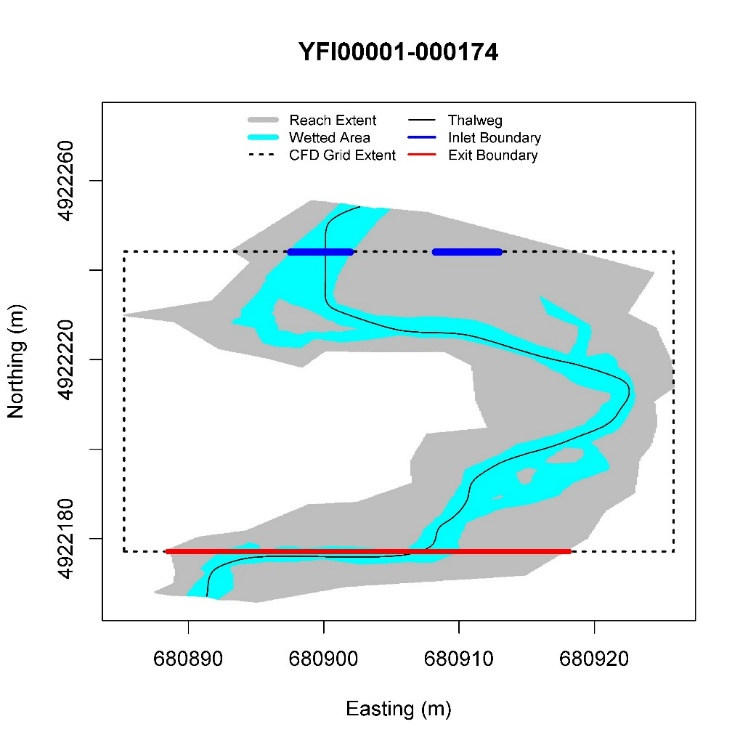 YFI00001-000174
Reach Extent
Wetted Area
CFD Grid Extent
Thalweg
Inlet Boundary
Exit Boundary
Northing (m)
4922260
4922220
4922180
680890 680900 680910 680920
Easting (m)